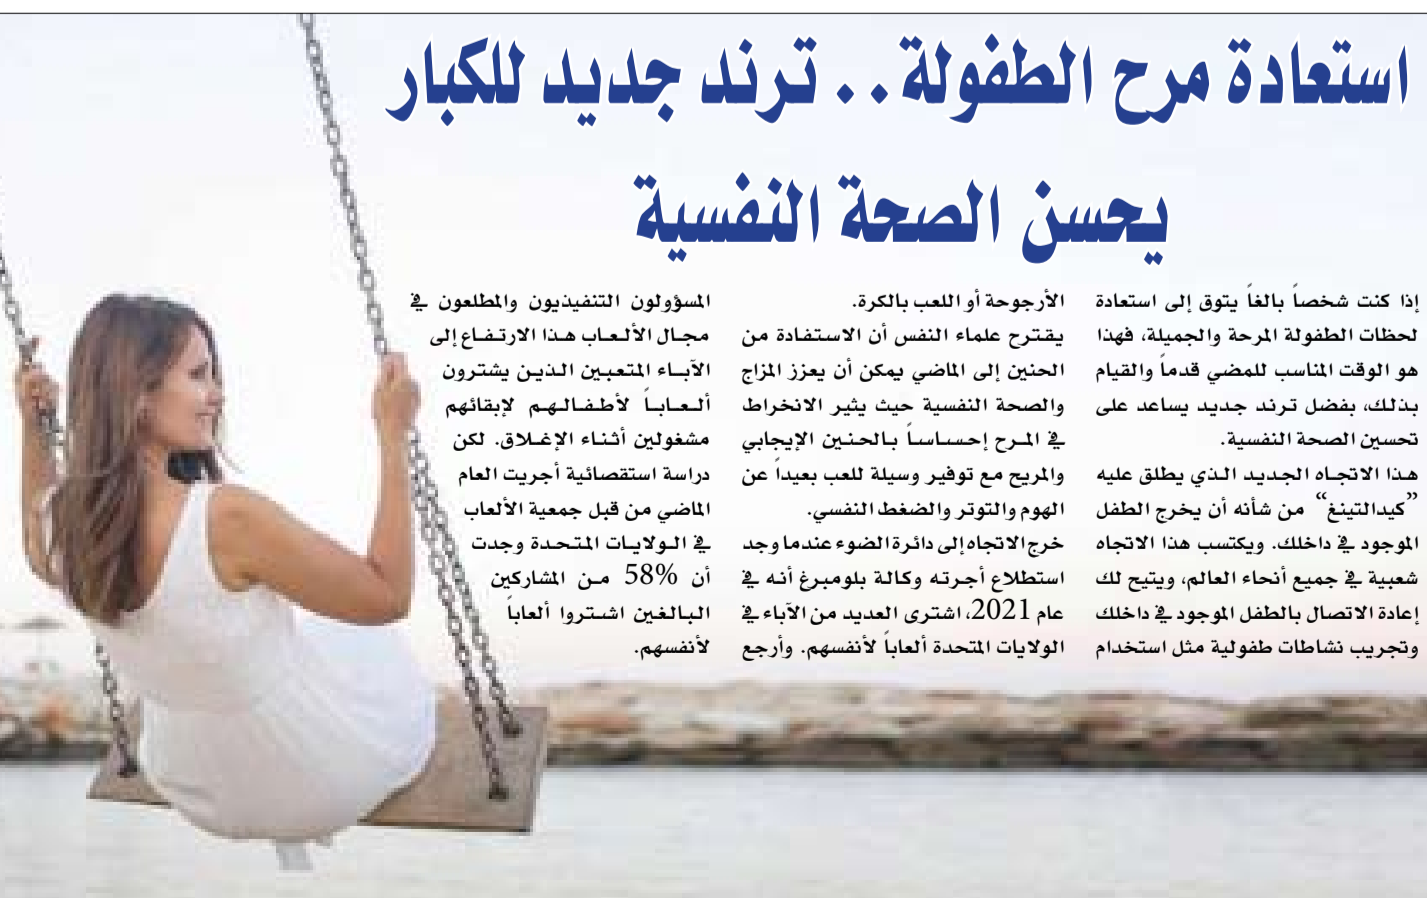 استعادة مرح الطفولة.. ترند جديد للكبار
يحسن الصحة النفسية
إذا كنت شخصاً بالغاً يتوق إلى استعادة
لحظات الطفولة المرحة والجميلة، فهذا
هو الوقت المناسب للمضي قدماً والقيام
بذلك، بفضل ترند جديد يساعد على
تحسين الصحة النفسية.
هذا الاتجاه الجديد الذي يطلق عليه
”كيدالتينغ“ من شأنه أن يخرج الطفل
الموجود في داخلك. ويكتسب هذا الاتجاه
شعبية في جميع أنحاء العالم، ويتيح لك
إعادة الاتصال بالطفل الموجود في داخلك
وتجريب نشاطات طفولية مثل استخدام
الأرجوحة أو اللعب بالكرة.
يقترح علماء النفس أن الاستفادة من
الحنين إلى الماضي يمكن أن يعزز المزاج
والصحة النفسية حيث يثير الانخراط
في المرح إحساساً بالحنين الإيجابي
والمريح مع توفير وسيلة للعب بعيداً عن
الهوم والتوتر والضغط النفسي.
خرج الاتجاه إلى دائرة الضوء عندما وجد
استطلاع أجرته وكالة بلومبرغ أنه في
عام 2021، اشترى العديد من الآباء في
الولايات المتحدة ألعاباً لأنفسهم. وأرجع
المسؤولون التنفيذيون والمطلعون في
مجال الألعاب هذا الارتفاع إلى
الآباء المتعبين الذين يشترون
ألعاباً لأطفالهم لإبقائهم
مشغولين أثناء الإغلاق. لكن
دراسة استقصائية أجريت العام
الماضي من قبل جمعية الألعاب
في الولايات المتحدة وجدت
أن 58% من المشاركين
البالغين اشتروا ألعاباً
لأنفسهم.